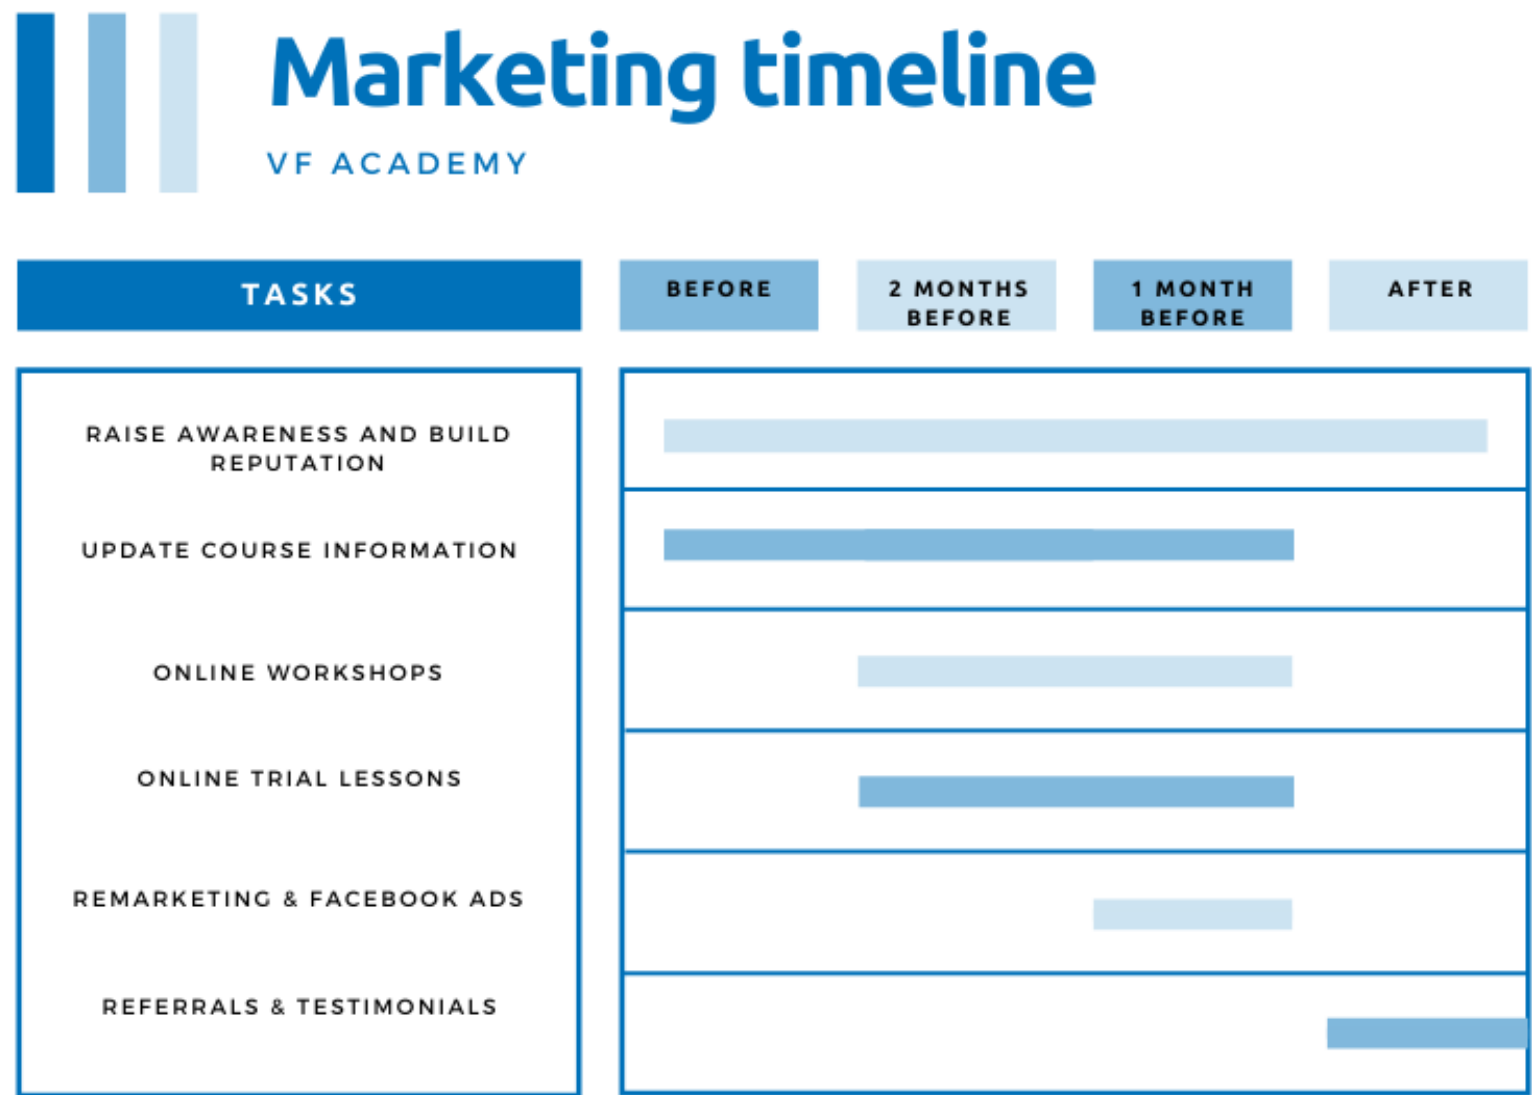 Marketing timeline
VF ACADEMY
TASKS
BEFORE
2 MONTHS
BEFORE
1 MONTH
BEFORE
AFTER
RAISE AWARENESS AND BUILD
REPUTATION
UPDATE COURSE INFORMATION
ONLINE WORKSHOPS
ONLINE TRIAL LESSONS
REMARKETING & FACEBOOK ADS
REFERRALS & TESTIMONIALS